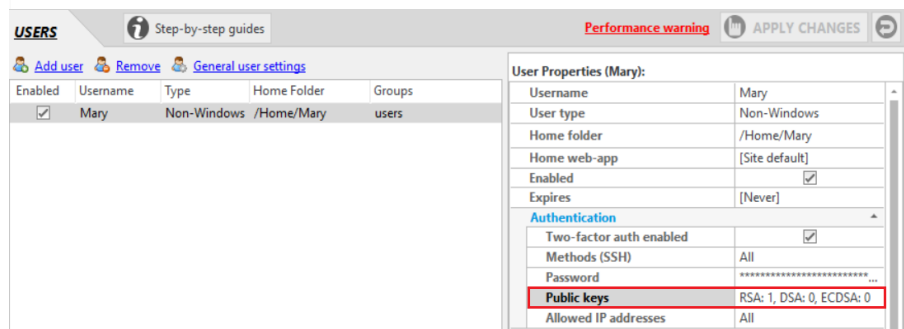 USERS
Step-by-step guides
Performance warning
APPLY CHANGES
Add user Remove General user settings
Enabled Username Type Home Folder Groups
Mary Non-Windows /Home/Mary users
User Properties (Mary):
Username Mary
User type Non-Windows
Home folder /Home/Mary
Home web-app [Site default]
Enabled
Expires [Never]
Authentication
Two-factor auth enabled
Methods (SSH) All
Password *************************...
Public keys RSA: 1, DSA: 0, ECDSA: 0
Allowed IP addresses All